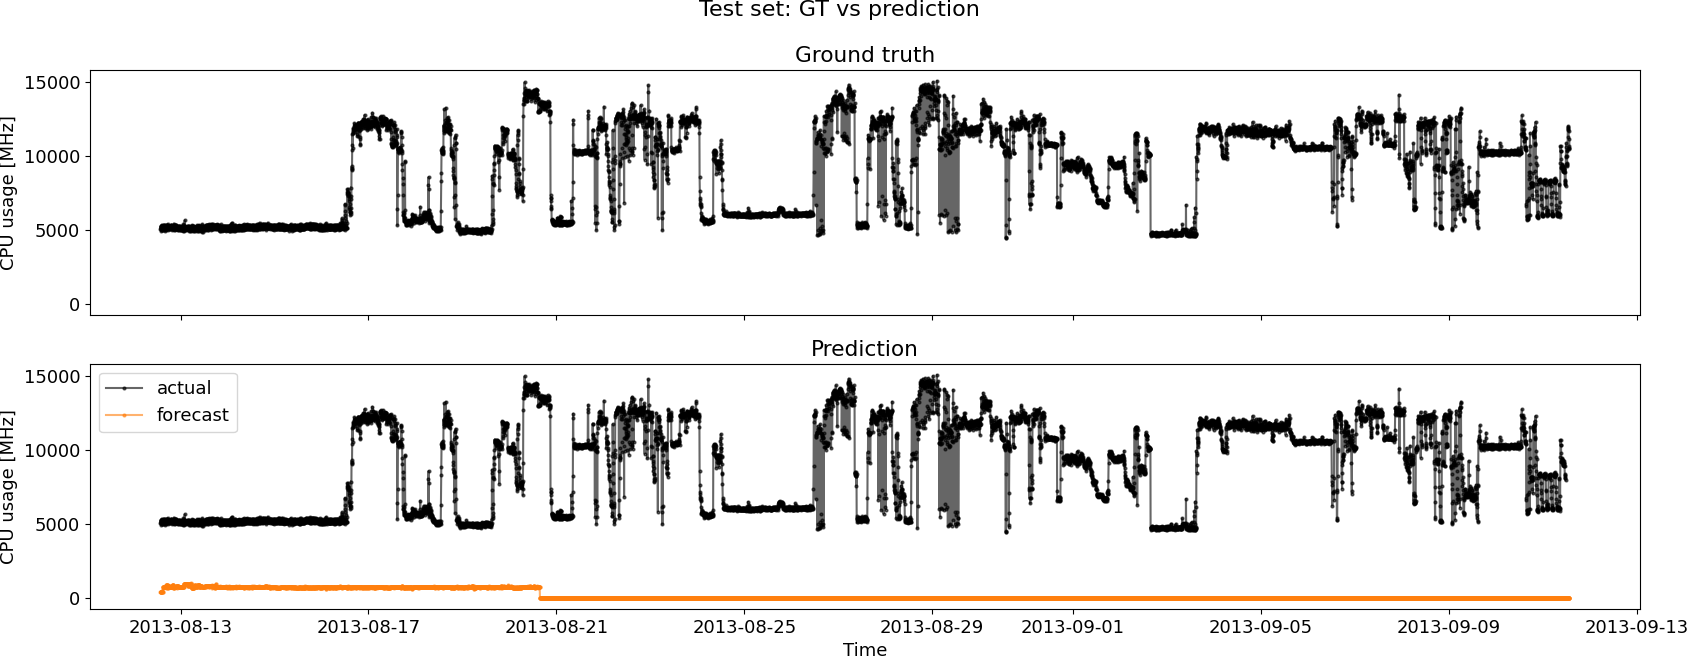 Test set: GT vs prediction
Ground truth
CPU usage [MHz]
15000
10000
5000
0
Prediction
CPU usage [MHz]
15000
10000
5000
0
actual
forecast
2013-08-13 2013-08-17 2013-08-21 2013-08-25 2013-08-29 2013-09-01 2013-09-05 2013-09-09 2013-09-13
Time